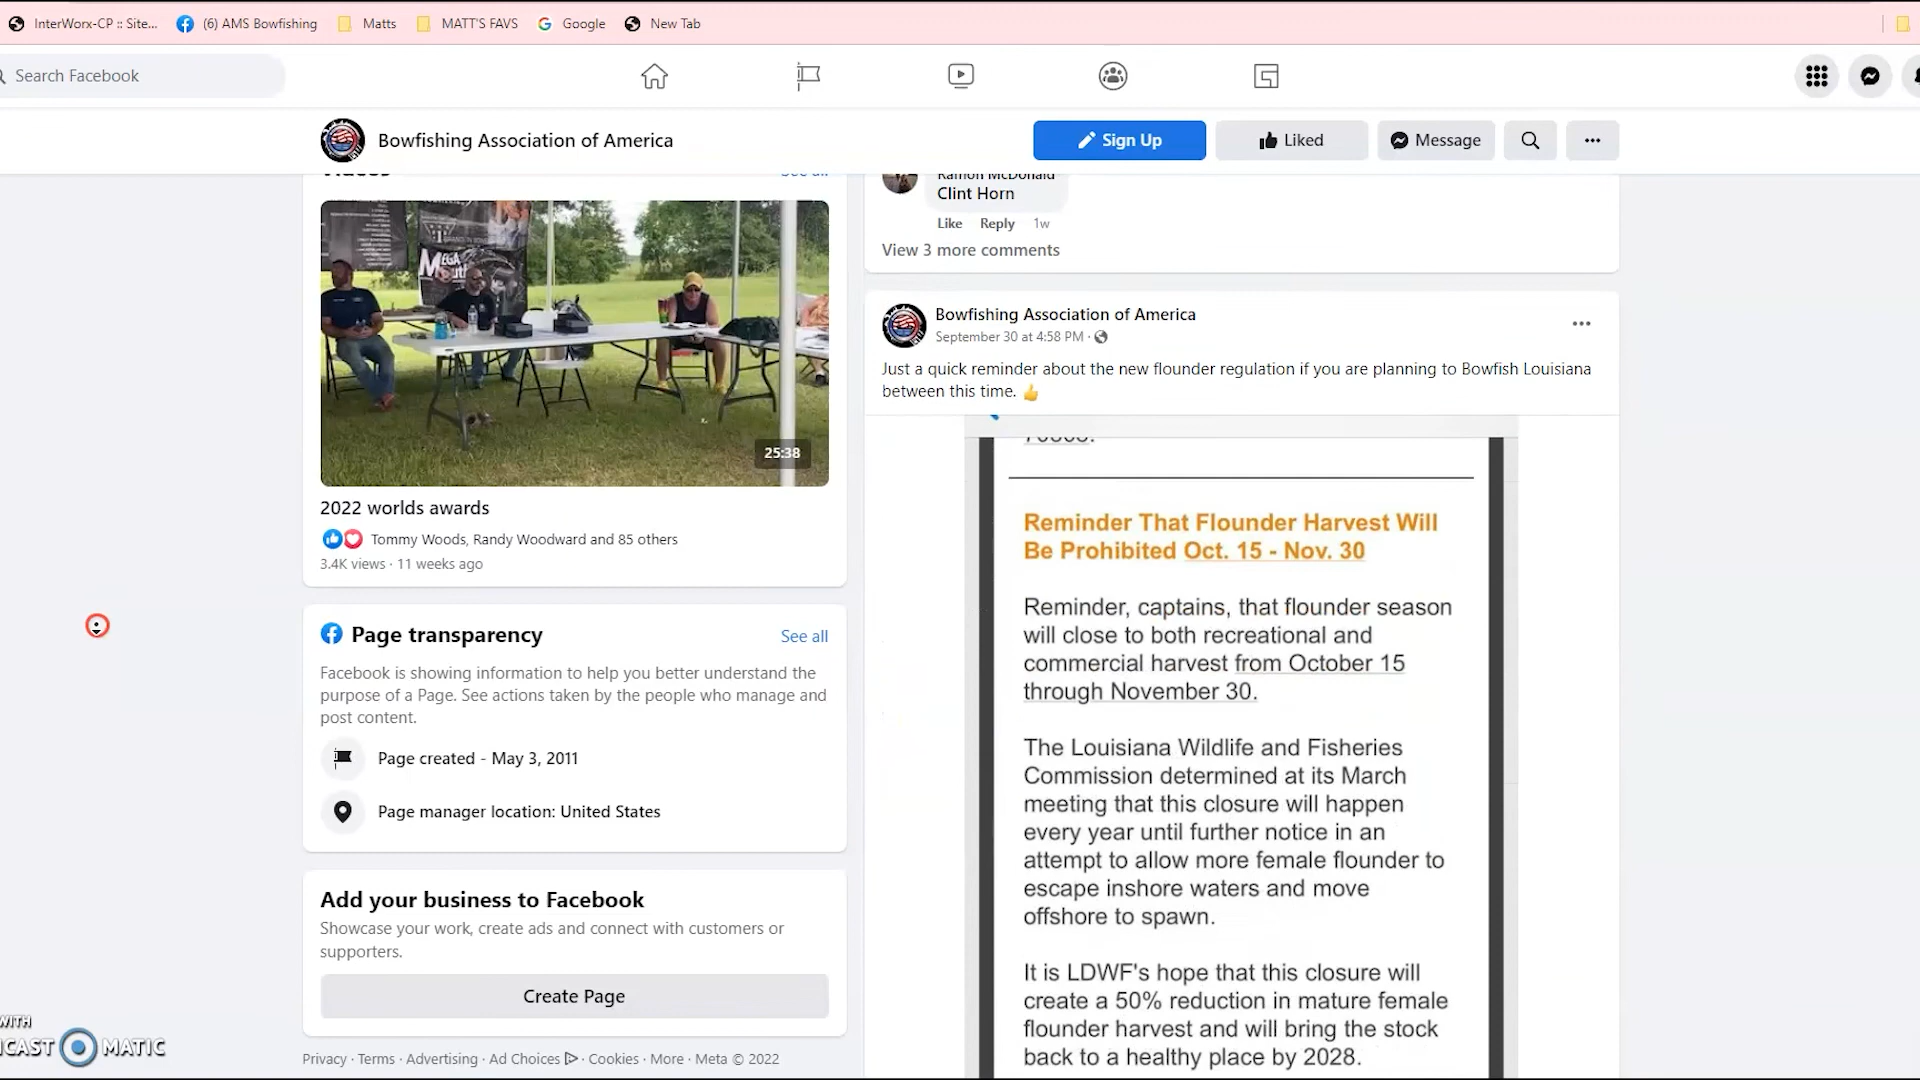 InterWorx-CP :: Site...
(6) AMS Bowfishing
Matts
MATT'S FAVS
Google
New Tab
Search Facebook
Bowfishing Association of America
Sign Up
Liked
Message
Videos
See all
MEGA
Mouth
25:38
2022 worlds awards
Tommy Woods, Randy Woodward and 85 others
3.4K views · 11 weeks ago
Page transparency
See all
Facebook is showing information to help you better understand the
purpose of a Page. See actions taken by the people who manage and
post content.
Page created - May 3, 2011
Page manager location: United States
Add your business to Facebook
Showcase your work, create ads and connect with customers or
supporters.
Create Page
Privacy · Terms · Advertising · Ad Choices · Cookies · More · Meta © 2022
Ramon McDonald
Clint Horn
Like Reply 1w
View 3 more comments
Bowfishing Association of America
September 30 at 4:58 PM ·
Just a quick reminder about the new flounder regulation if you are planning to Bowfish Louisiana
between this time. 👍
Reminder That Flounder Harvest Will
Be Prohibited Oct. 15 - Nov. 30
Reminder, captains, that flounder season
will close to both recreational and
commercial harvest from October 15
through November 30.
The Louisiana Wildlife and Fisheries
Commission determined at its March
meeting that this closure will happen
every year until further notice in an
attempt to allow more female flounder to
escape inshore waters and move
offshore to spawn.
It is LDWF's hope that this closure will
create a 50% reduction in mature female
flounder harvest and will bring the stock
back to a healthy place by 2028.
WITH
CAST MATIC